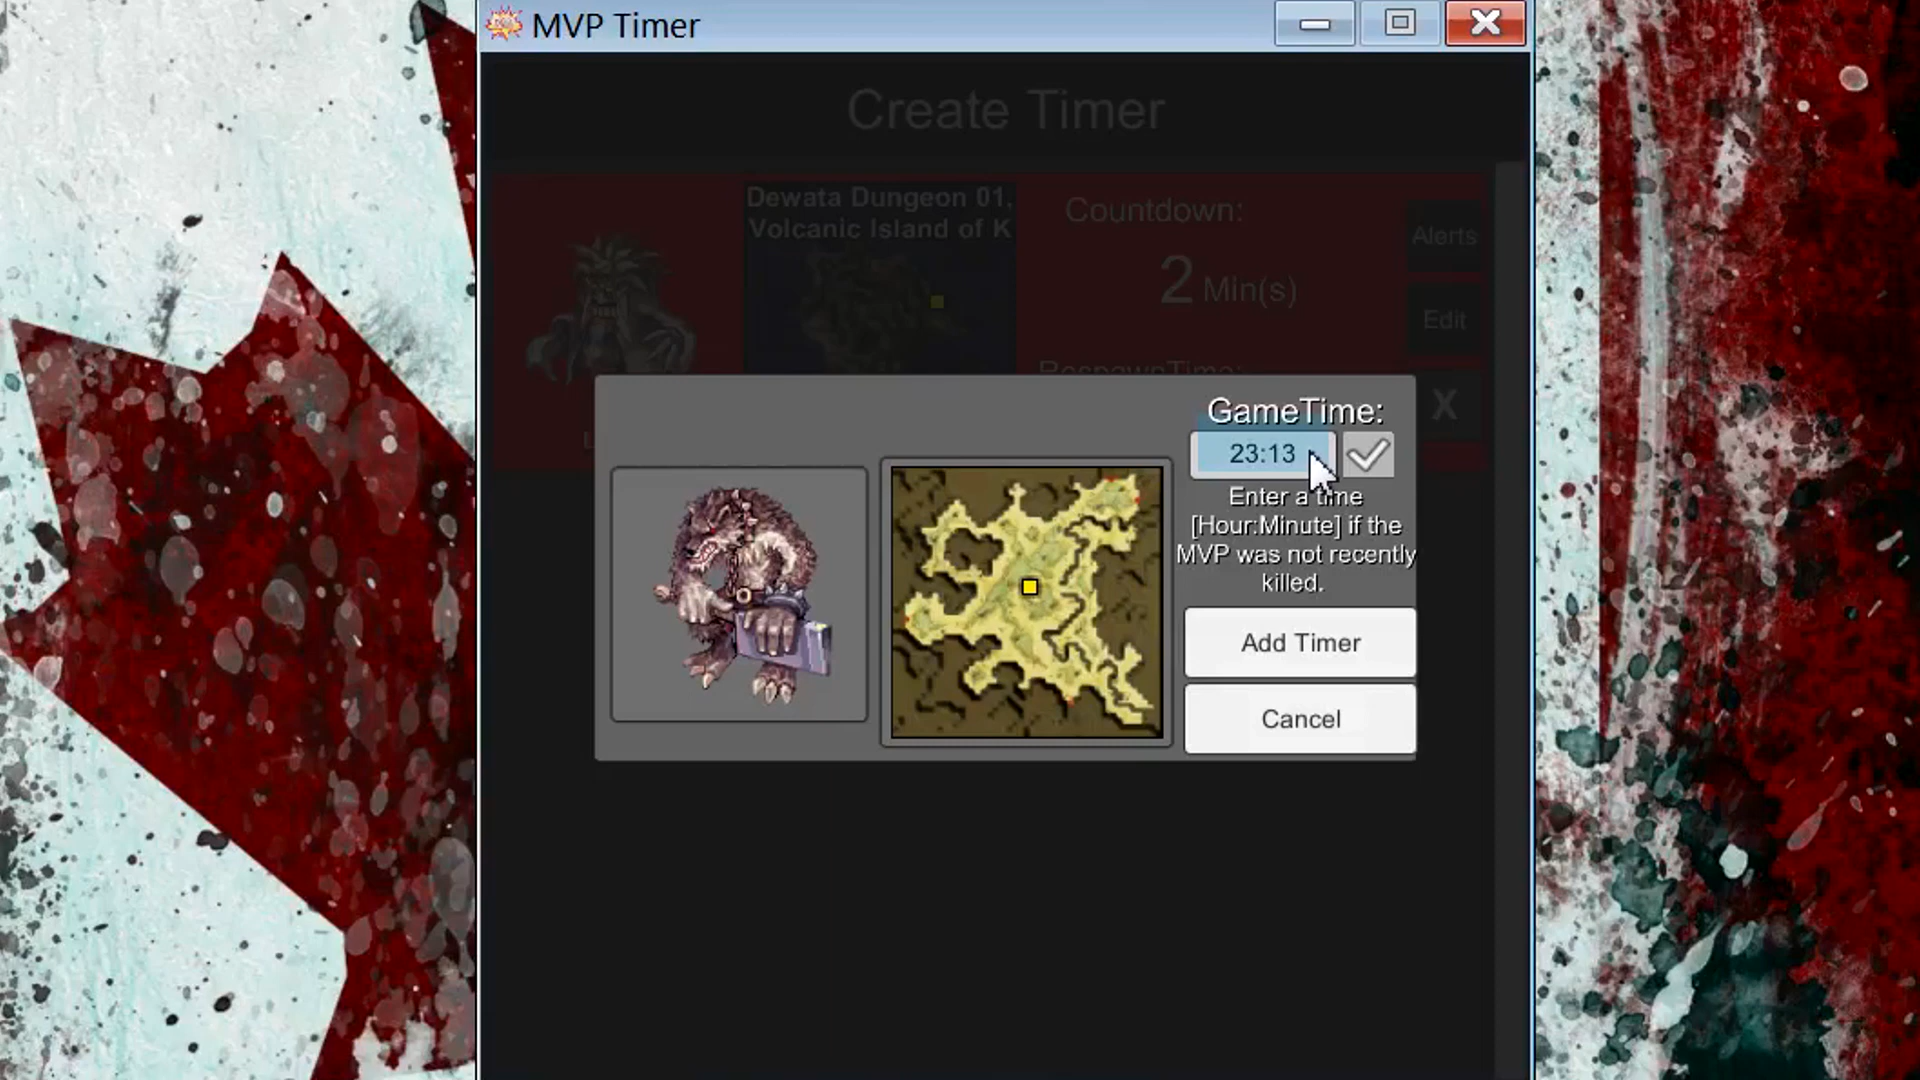 MVP Timer
Create Timer
Dewata Dungeon 01,
Volcanic Island of K
Countdown:
2 Min(s)
Alerts
Edit
RespawnTime:
X
GameTime:
23:13
Enter a time
[Hour:Minute] if the
MVP was not recently
killed.
Add Timer
Cancel